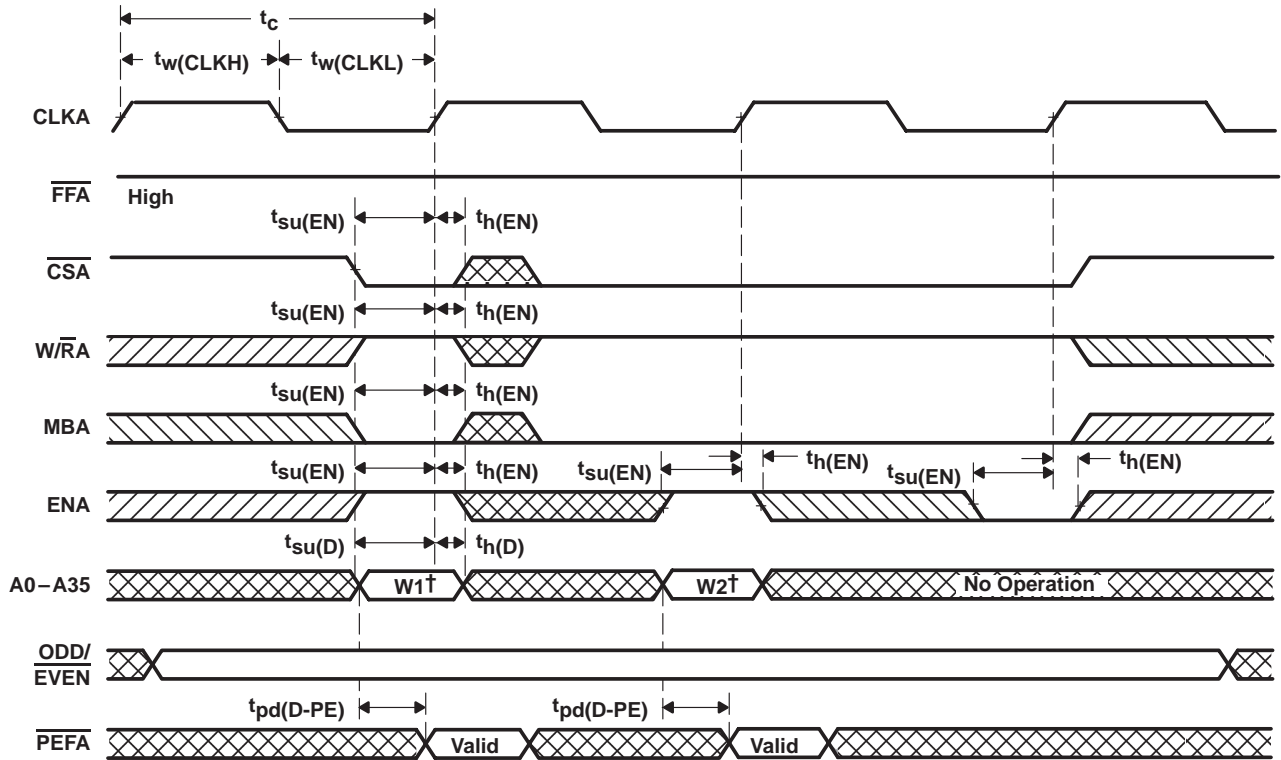 tc
tw(CLKH) tw(CLKL)
CLKA
FFA High
tsu(EN) th(EN)
CSA
tsu(EN) th(EN)
W/RA
tsu(EN) th(EN)
MBA
tsu(EN) th(EN) tsu(EN) th(EN) tsu(EN) th(EN)
ENA
tsu(D) th(D)
A0–A35 W1† W2† No Operation
ODD/
EVEN
tpd(D-PE) tpd(D-PE)
PEFA Valid Valid